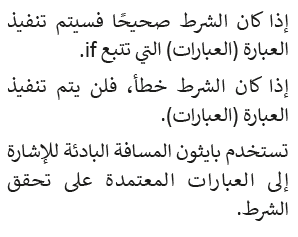 إذا كان الشرط صحيحًا فسيتم تنفيذ
العبارة (العبارات) التي تتبع if.
إذا كان الشرط خطأ، فلن يتم تنفيذ
العبارة (العبارات).
تستخدم بايثون المسافة البادئة للإشارة
إلى العبارات المعتمدة على تحقق
الشرط.